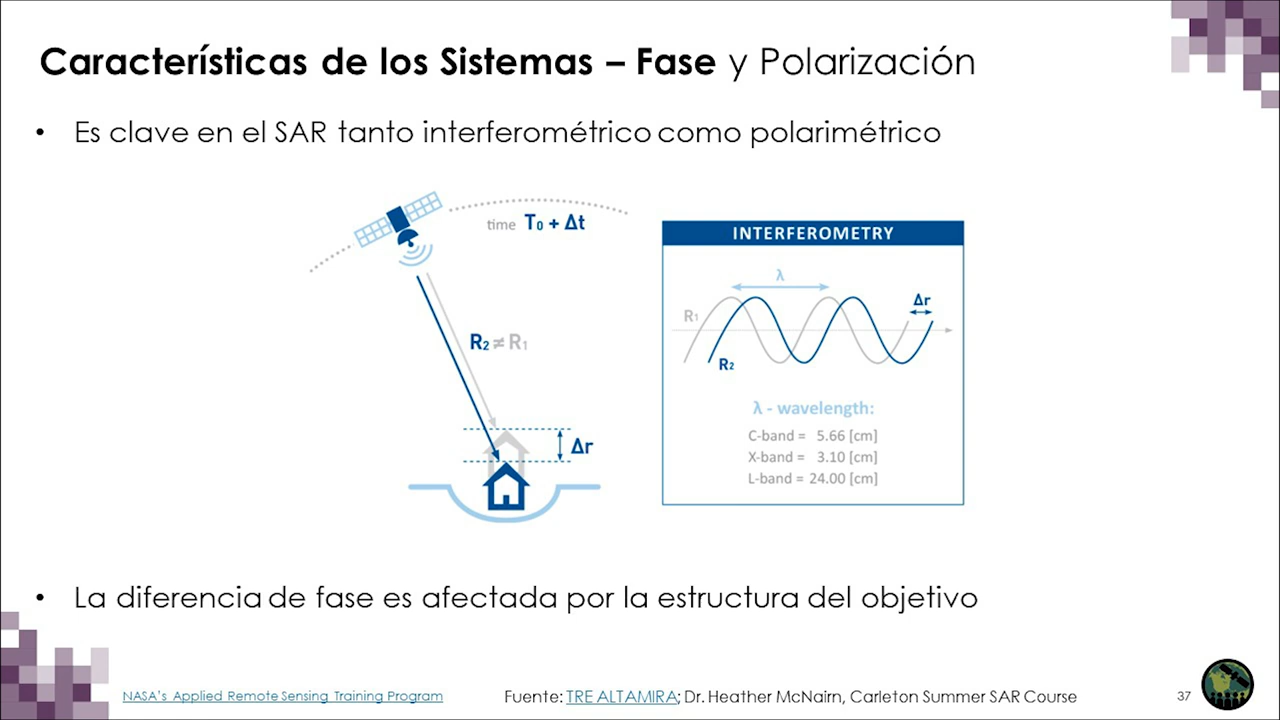 Características de los Sistemas – Fase y Polarización
• Es clave en el SAR tanto interferométrico como polarimétrico
time T0 + Δt
R2 ≠ R1
Δr
INTERFEROMETRY
λ
Δr
R1
R2
λ - wavelength:
C-band = 5.66 [cm]
X-band = 3.10 [cm]
L-band = 24.00 [cm]
• La diferencia de fase es afectada por la estructura del objetivo
NASA's Applied Remote Sensing Training Program
Fuente: TRE ALTAMIRA; Dr. Heather McNairn, Carleton Summer SAR Course
37